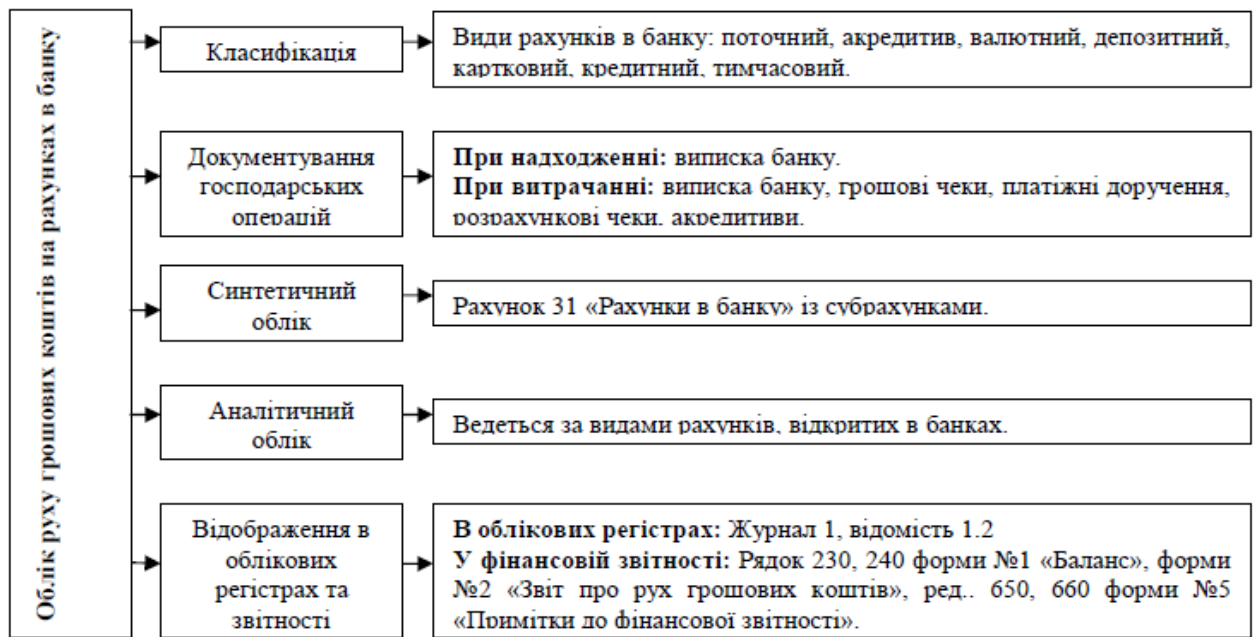 Облік руху грошових коштів на рахунках в банку
Класифікація
Види рахунків в банку: поточний, акредитив, валютний, депозитний,
картковий, кредитний, тимчасовий.
Документування
господарських
операцій
При надходженні: виписка банку.
При витрачанні: виписка банку, грошові чеки, платіжні доручення,
розрахункові чеки, акредитиви.
Синтетичний
облік
Рахунок 31 «Рахунки в банку» із субрахунками.
Аналітичний
облік
Ведеться за видами рахунків, відкритих в банках.
Відображення в
облікових
регістрах та
звітності
В облікових регістрах: Журнал 1, відомість 1.2
У фінансовій звітності: Рядок 230, 240 форми №1 «Баланс», форми
№2 «Звіт про рух грошових коштів», ред.. 650, 660 форми №5
«Примітки до фінансової звітності».